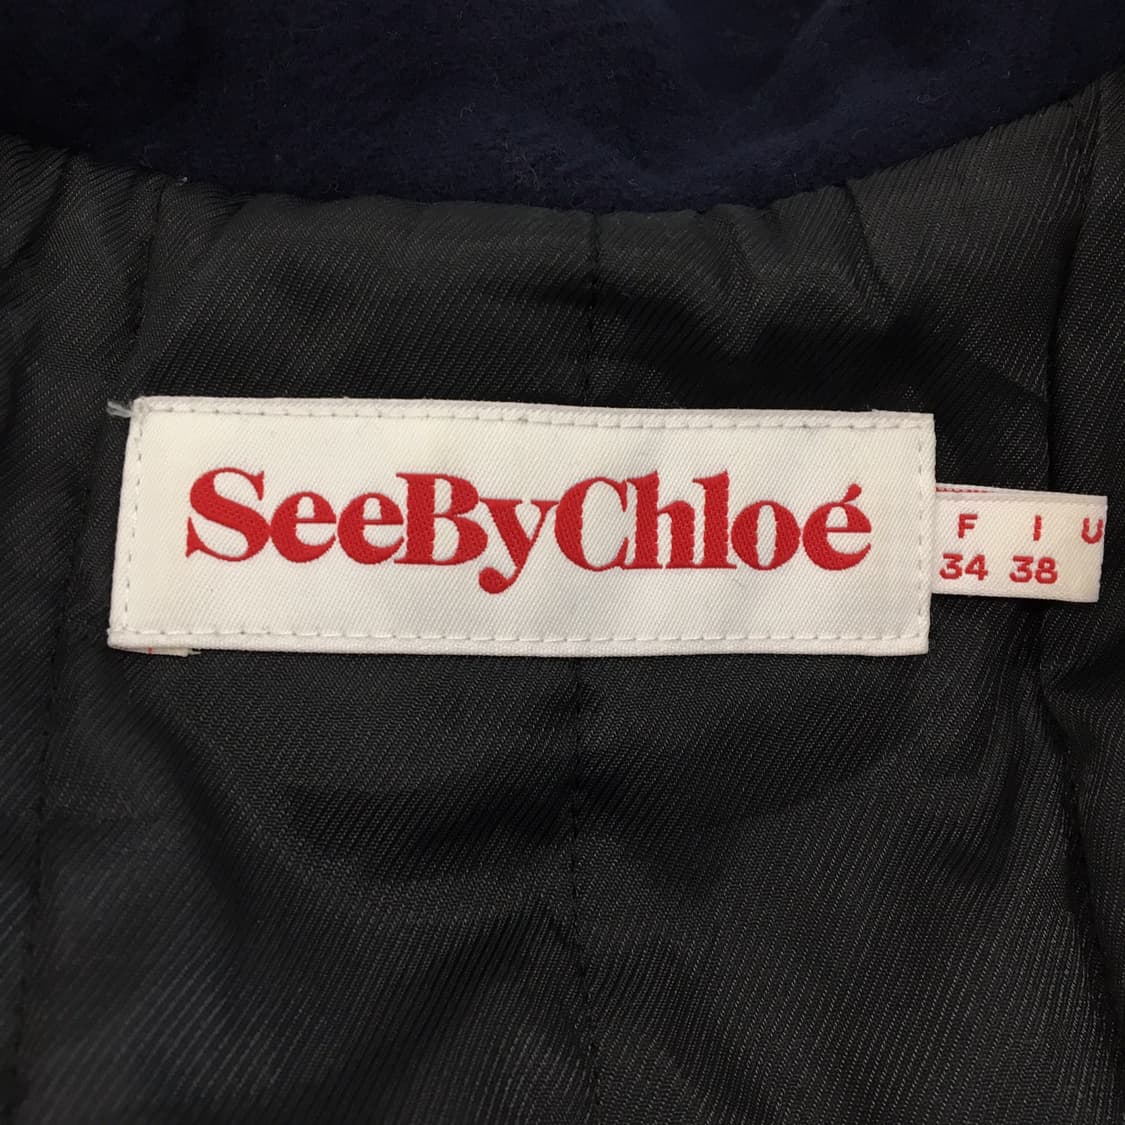 SeeByChloé
F I U
34 38